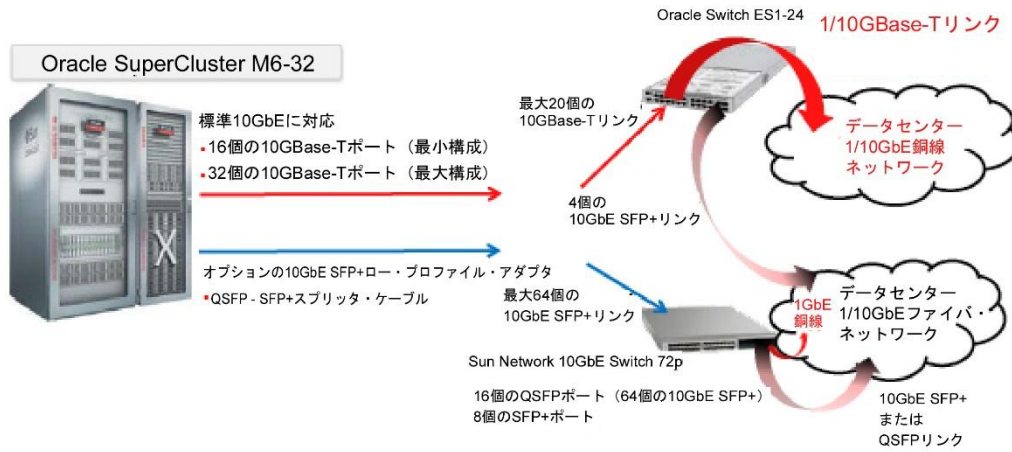 Oracle SuperCluster M6-32
標準10GbEに対応
▪16個の10GBase-Tポート（最小構成）
▪32個の10GBase-Tポート（最大構成）
オプションの10GbE SFP+ロー・プロファイル・アダプタ
▪QSFP - SFP+スプリッタ・ケーブル
Oracle Switch ES1-24
1/10GBase-Tリンク
最大20個の
10GBase-Tリンク
4個の
10GbE SFP+リンク
データセンター
1/10GbE銅線
ネットワーク
最大64個の
10GbE SFP+リンク
Sun Network 10GbE Switch 72p
16個のQSFPポート（64個の10GbE SFP+）
8個のSFP+ポート
1GbE
銅線
データセンター
1/10GbEファイバ・
ネットワーク
10GbE SFP+
または
QSFPリンク